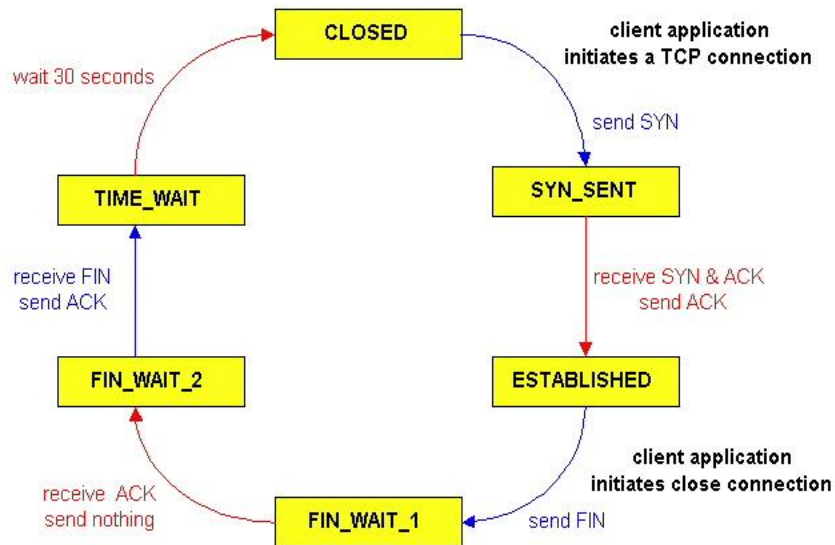 CLOSED
client application
initiates a TCP connection
wait 30 seconds
send SYN
TIME_WAIT
SYN_SENT
receive FIN
send ACK
receive SYN & ACK
send ACK
FIN_WAIT_2
ESTABLISHED
client application
initiates close connection
receive ACK
send nothing
FIN_WAIT_1
send FIN